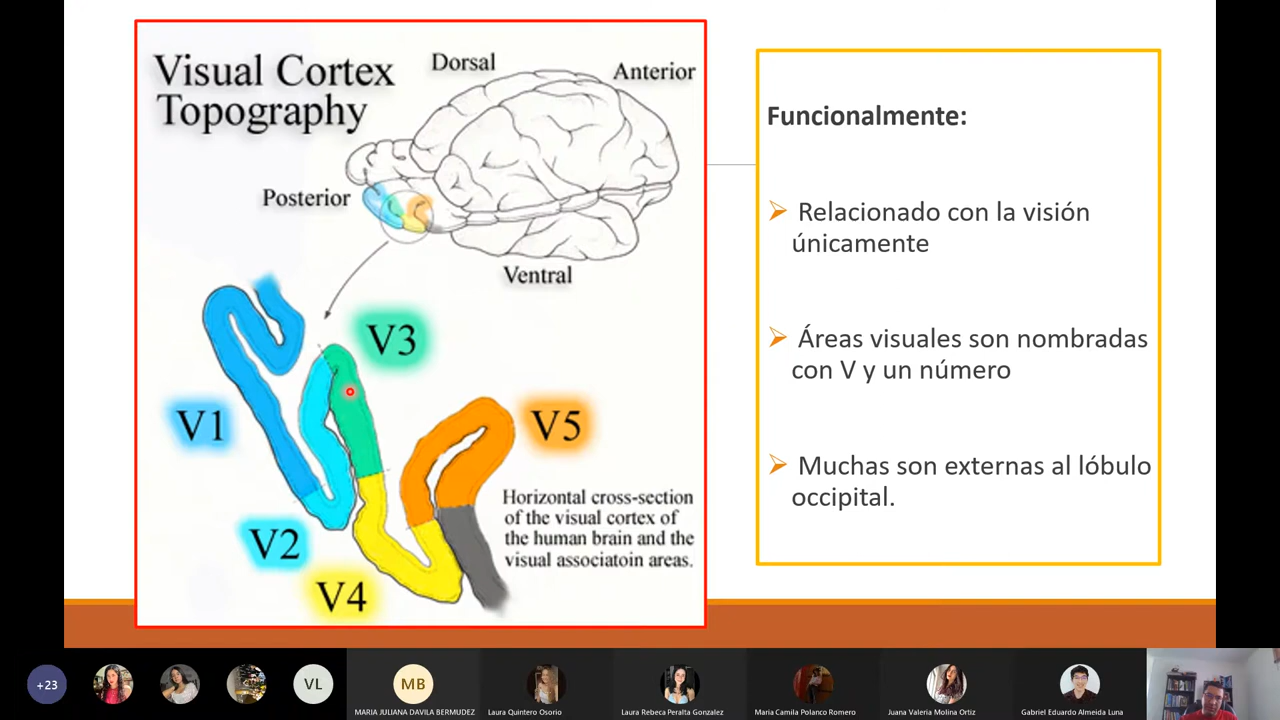 Visual Cortex
Topography
Dorsal
Anterior
Posterior
Ventral
V3
V1
V5
V2
V4
Horizontal cross-section
of the visual cortex of
the human brain and the
visual associatoin areas.
Funcionalmente:
Relacionado con la visión
únicamente
Áreas visuales son nombradas
con V y un número
Muchas son externas al lóbulo
occipital.
+23
VL
MB
MARIA JULIANA DAVILA BERMUDEZ
Laura Quintero Osorio
Laura Rebeca Peralta Gonzalez
Maria Camila Polanco Romero
Juana Valeria Molina Ortiz
Gabriel Eduardo Almeida Luna